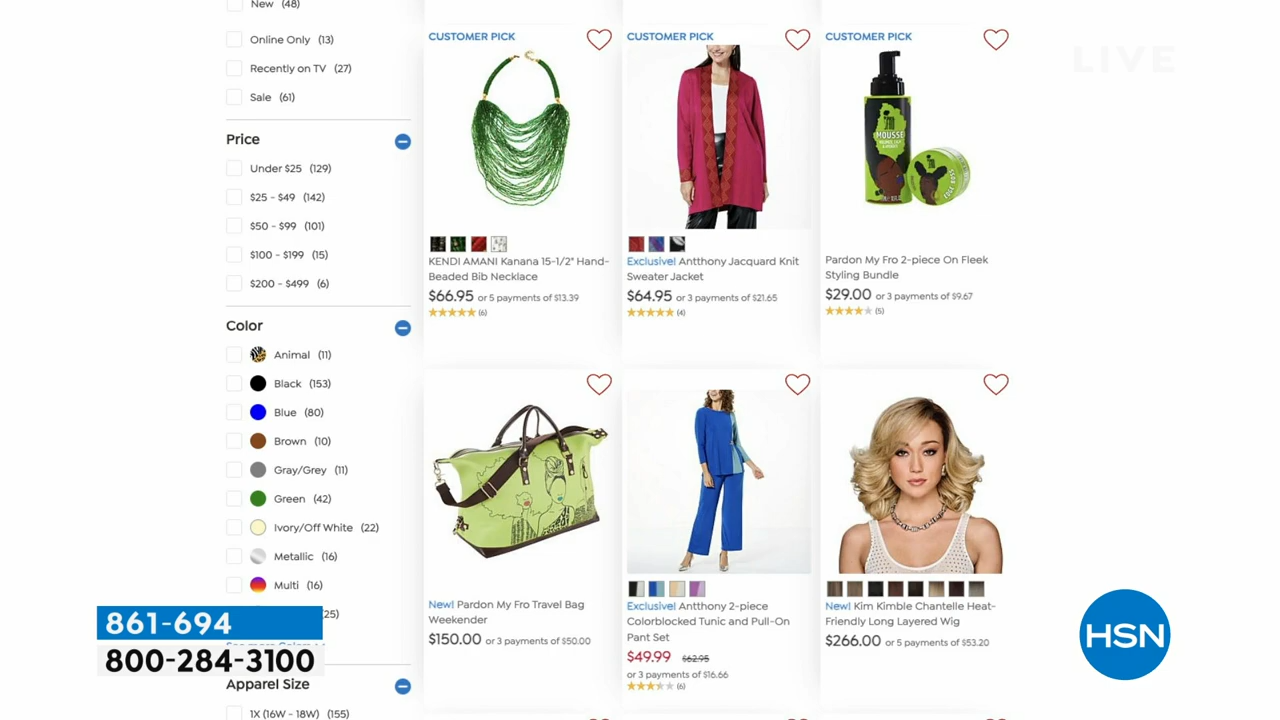 New (48)
Online Only (13)
Recently on TV (27)
Sale (61)
Price
Under $25 (129)
$25 - $49 (142)
$50 - $99 (101)
$100 - $199 (15)
$200 - $499 (6)
Color
Animal (11)
Black (153)
Blue (80)
Brown (10)
Gray/Grey (11)
Green (42)
Ivory/Off White (22)
Metallic (16)
Multi (16)
(25)
861-694
800-284-3100
Apparel Size
1X (16W - 18W) (155)
CUSTOMER PICK
KENDI AMANI Kanana 15-1/2" Hand-
Beaded Bib Necklace
$66.95 or 5 payments of $13.39
(6)
CUSTOMER PICK
Exclusive! Antthony Jacquard Knit
Sweater Jacket
$64.95 or 3 payments of $21.65
(4)
CUSTOMER PICK
MOUSSE
Pardon My Fro 2-piece On Fleek
Styling Bundle
$29.00 or 3 payments of $9.67
(5)
New! Pardon My Fro Travel Bag
Weekender
$150.00 or 3 payments of $50.00
Exclusive! Antthony 2-piece
Colorblocked Tunic and Pull-On
Pant Set
$49.99 $62.95
or 3 payments of $16.66
(6)
New! Kim Kimble Chantelle Heat-
Friendly Long Layered Wig
$266.00 or 5 payments of $53.20
LIVE
HSN